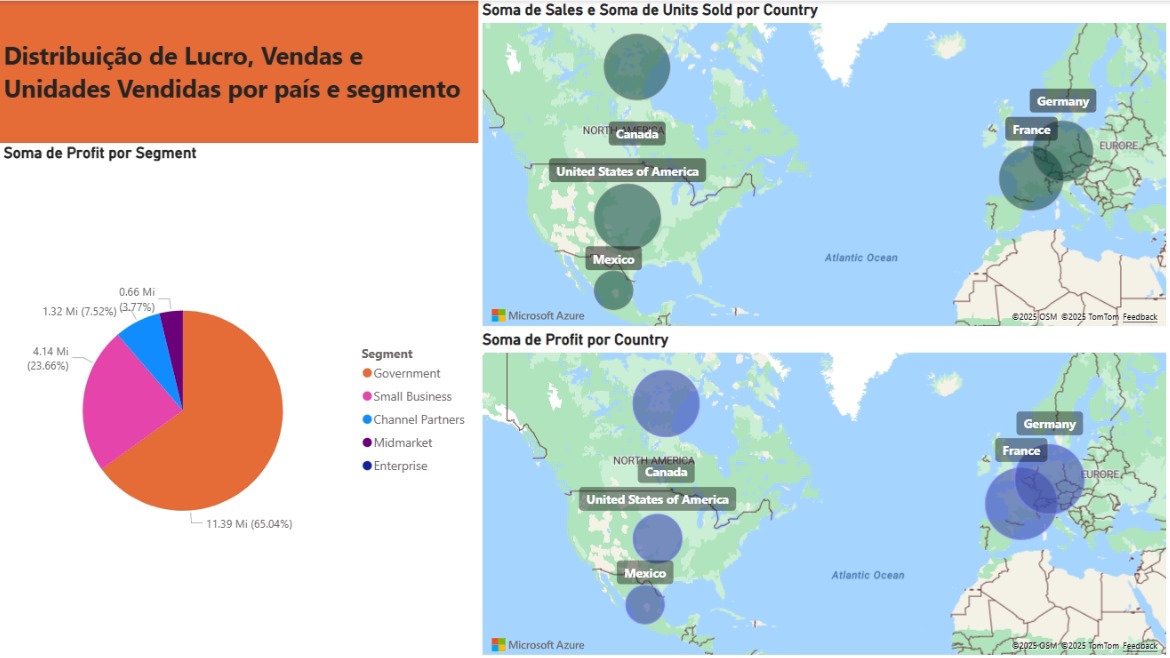 Distribuição de Lucro, Vendas e
Unidades Vendidas por país e segmento
Soma de Profit por Segment
0.66 Mi
(3.77%)
1.32 Mi (7.52%)
4.14 Mi
(23.66%)
11.39 Mi (65.04%)
Segment
Government
Small Business
Channel Partners
Midmarket
Enterprise
Soma de Sales e Soma de Units Sold por Country
Germany
France
EUROPE
NORTH AMERICA
Canada
United States of America
Mexico
Atlantic Ocean
Microsoft Azure
©2025 OSM ©2025 TomTom Feedback
Soma de Profit por Country
Germany
France
EUROPE
NORTH AMERICA
Canada
United States of America
Mexico
Atlantic Ocean
Microsoft Azure
©2025 OSM ©2025 TomTom Feedback